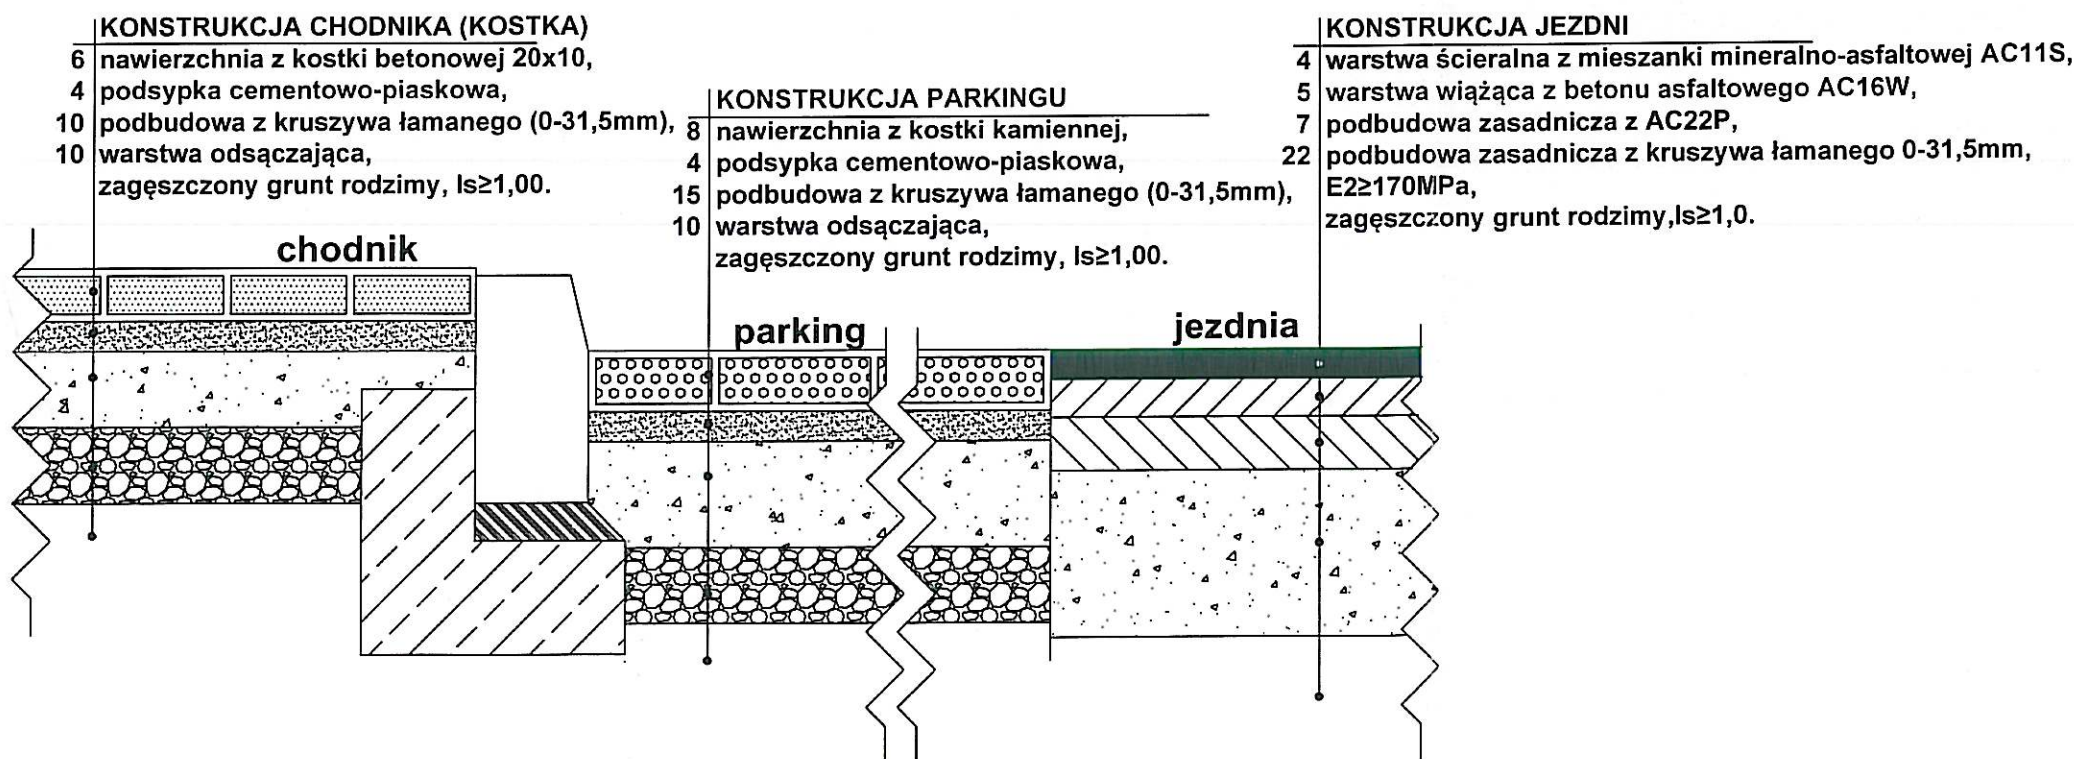 KONSTRUKCJA CHODNIKA (KOSTKA)
6 nawierzchnia z kostki betonowej 20x10,
4 podsypka cementowo-piaskowa,
10 podbudowa z kruszywa łamanego (0-31,5mm),
10 warstwa odsączająca,
zagęszczony grunt rodzimy, Is≥1,00.
KONSTRUKCJA PARKINGU
8 nawierzchnia z kostki kamiennej,
4 podsypka cementowo-piaskowa,
15 podbudowa z kruszywa łamanego (0-31,5mm),
10 warstwa odsączająca,
zagęszczony grunt rodzimy, Is≥1,00.
KONSTRUKCJA JEZDNI
4 warstwa ścieralna z mieszanki mineralno-asfaltowej AC11S,
5 warstwa wiążąca z betonu asfaltowego AC16W,
7 podbudowa zasadnicza z AC22P,
22 podbudowa zasadnicza z kruszywa łamanego 0-31,5mm,
E2≥170MPa,
zagęszczony grunt rodzimy,Is≥1,0.
chodnik
parking
jezdnia